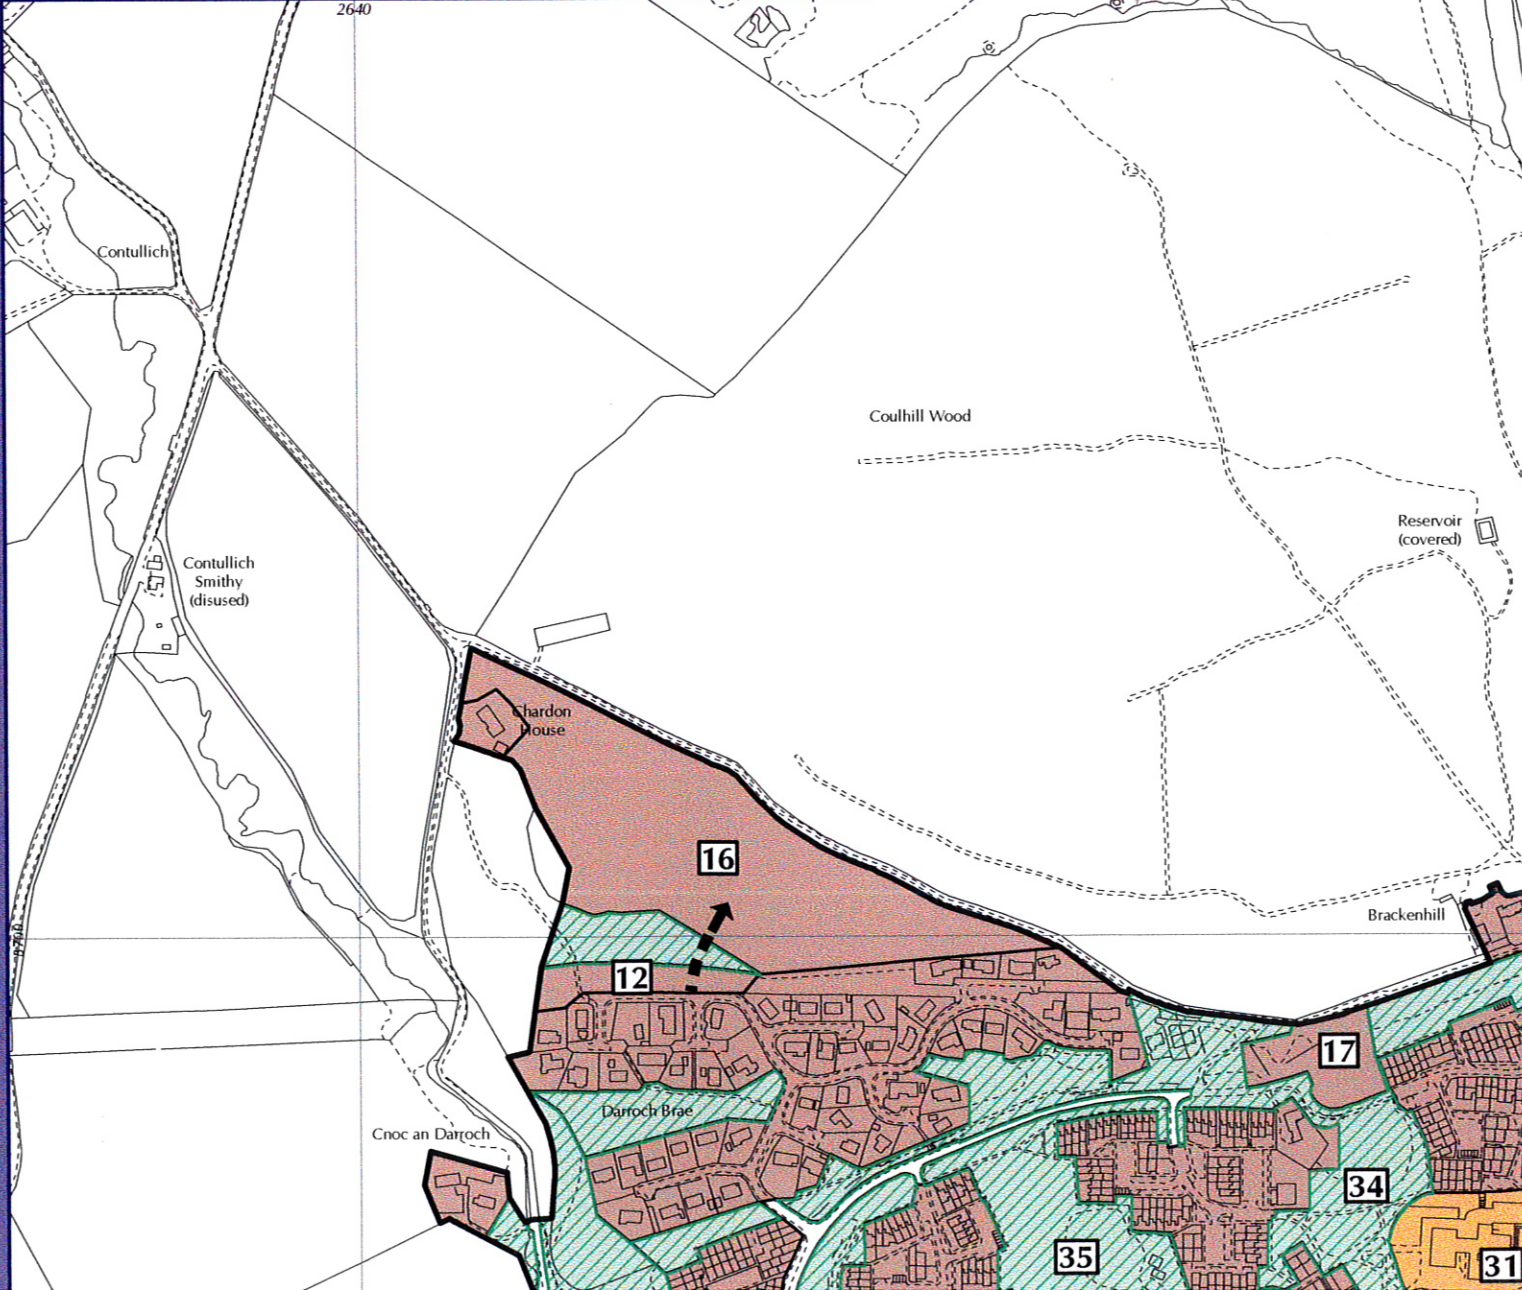 2640
Contullich
Coulhill Wood
Reservoir
(covered)
Contullich
Smithy
(disused)
Chardon
House
16
Brackenhill
12
17
Darroch Brae
Cnoc an Darroch
34
35
31